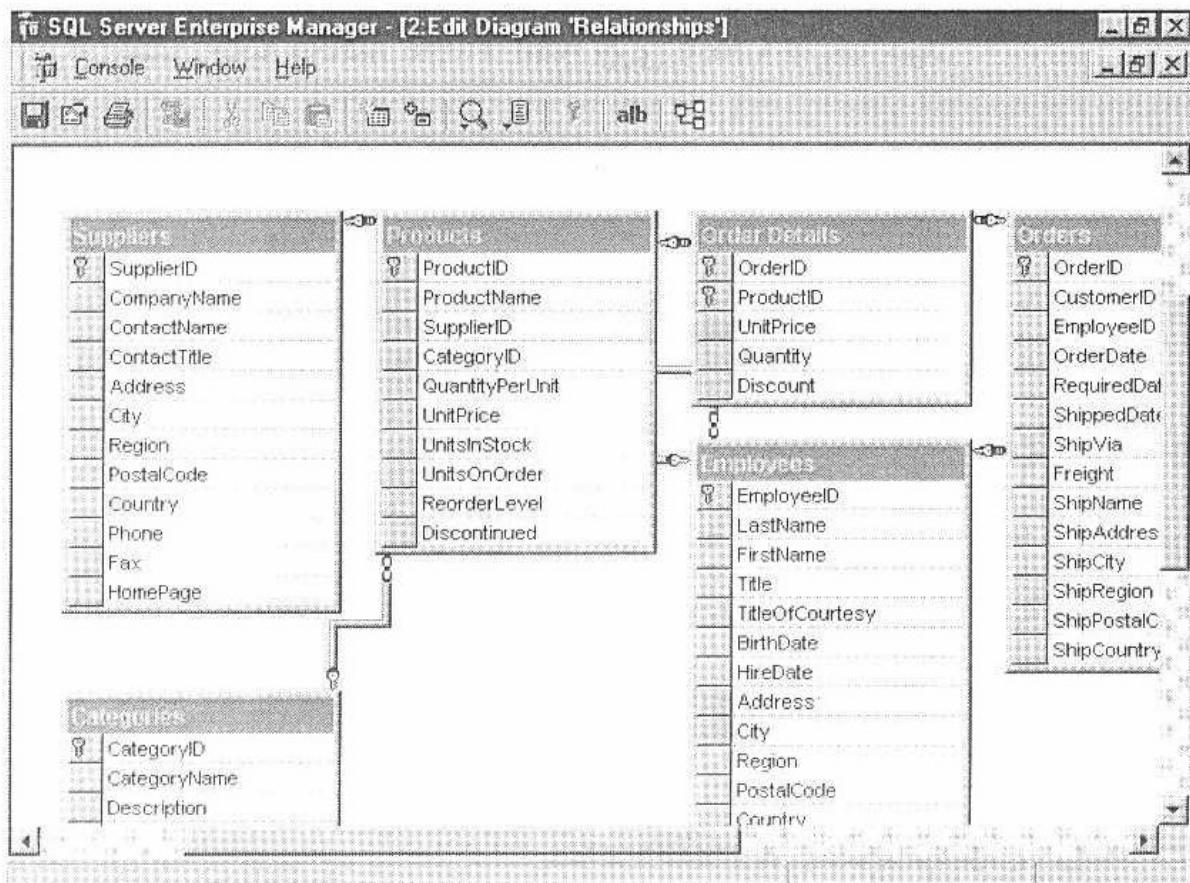 SQL Server Enterprise Manager - [2:Edit Diagram 'Relationships']
Console Window Help
a|b
Suppliers
SupplierID
CompanyName
ContactName
ContactTitle
Address
City
Region
PostalCode
Country
Phone
Fax
HomePage
Products
ProductID
ProductName
SupplierID
CategoryID
QuantityPerUnit
UnitPrice
UnitsInStock
UnitsOnOrder
ReorderLevel
Discontinued
Order Details
OrderID
ProductID
UnitPrice
Quantity
Discount
Orders
OrderID
CustomerID
EmployeeID
OrderDate
RequiredDat
ShippedDate
ShipVia
Freight
ShipName
ShipAddres
ShipCity
ShipRegion
ShipPostalC
ShipCountry
Employees
EmployeeID
LastName
FirstName
Title
TitleOfCourtesy
BirthDate
HireDate
Address
City
Region
PostalCode
Country
Categories
CategoryID
CategoryName
Description